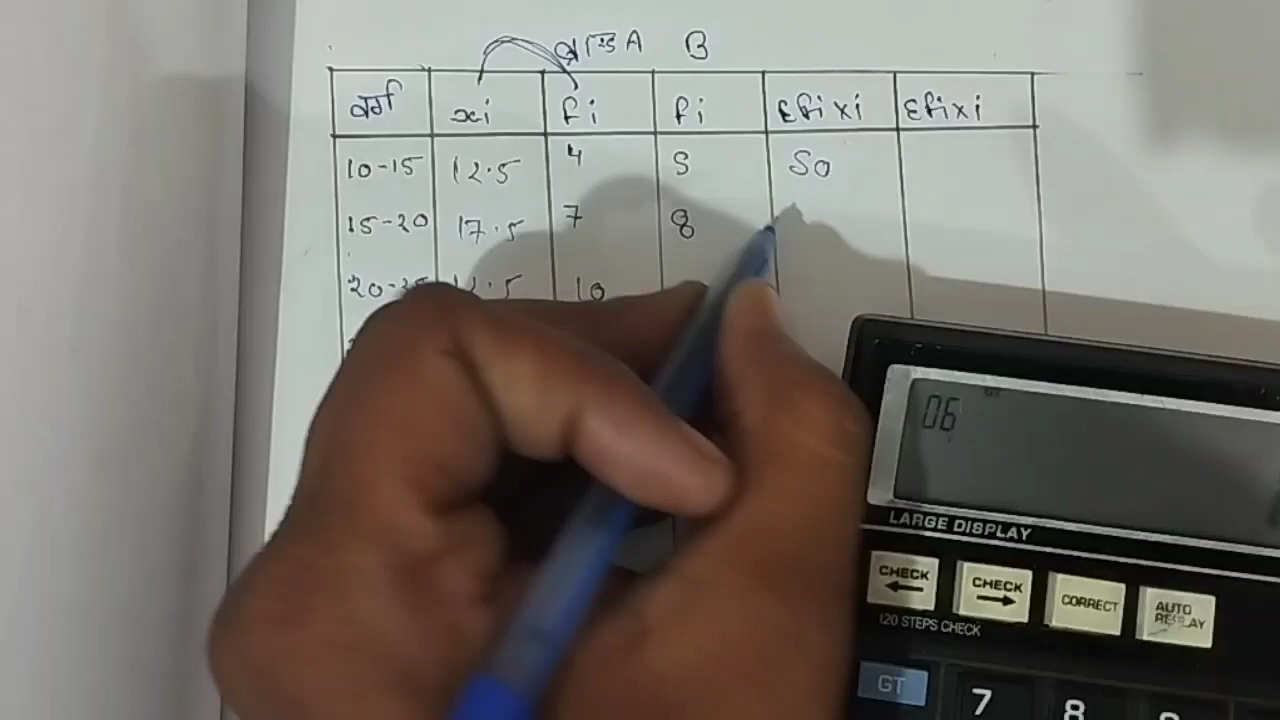 A B
वर्ग xi fi fi Σfixi Σfixi
10-15 12.5 4 5 50
15-20 17.5 7 8
10
06
LARGE DISPLAY
CHECK CHECK CORRECT AUTO REPLAY
120 STEPS CHECK
GT 7 8